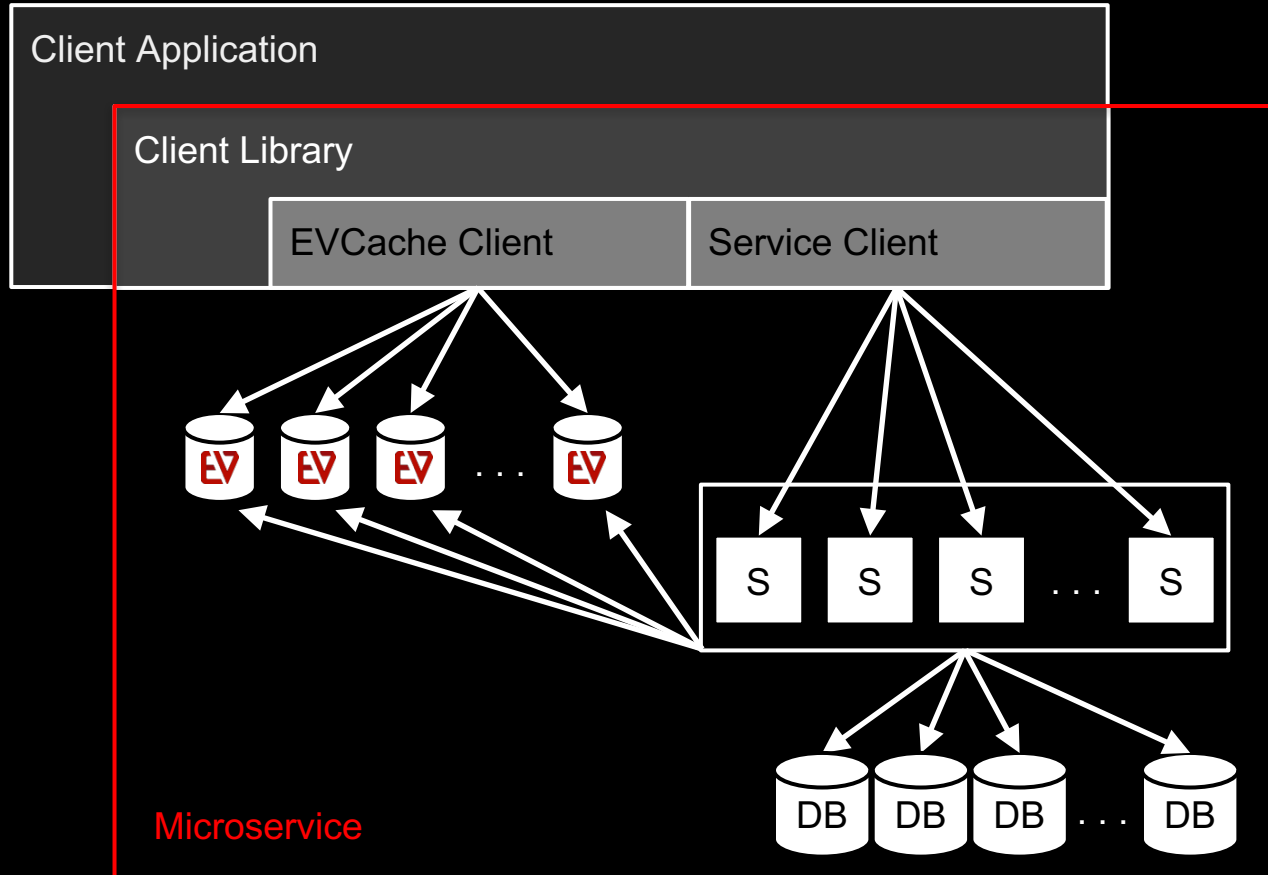 Client Application
Client Library
EVCache Client
Service Client
EV EV EV . . . EV
S S S . . . S
DB DB DB . . . DB
Microservice